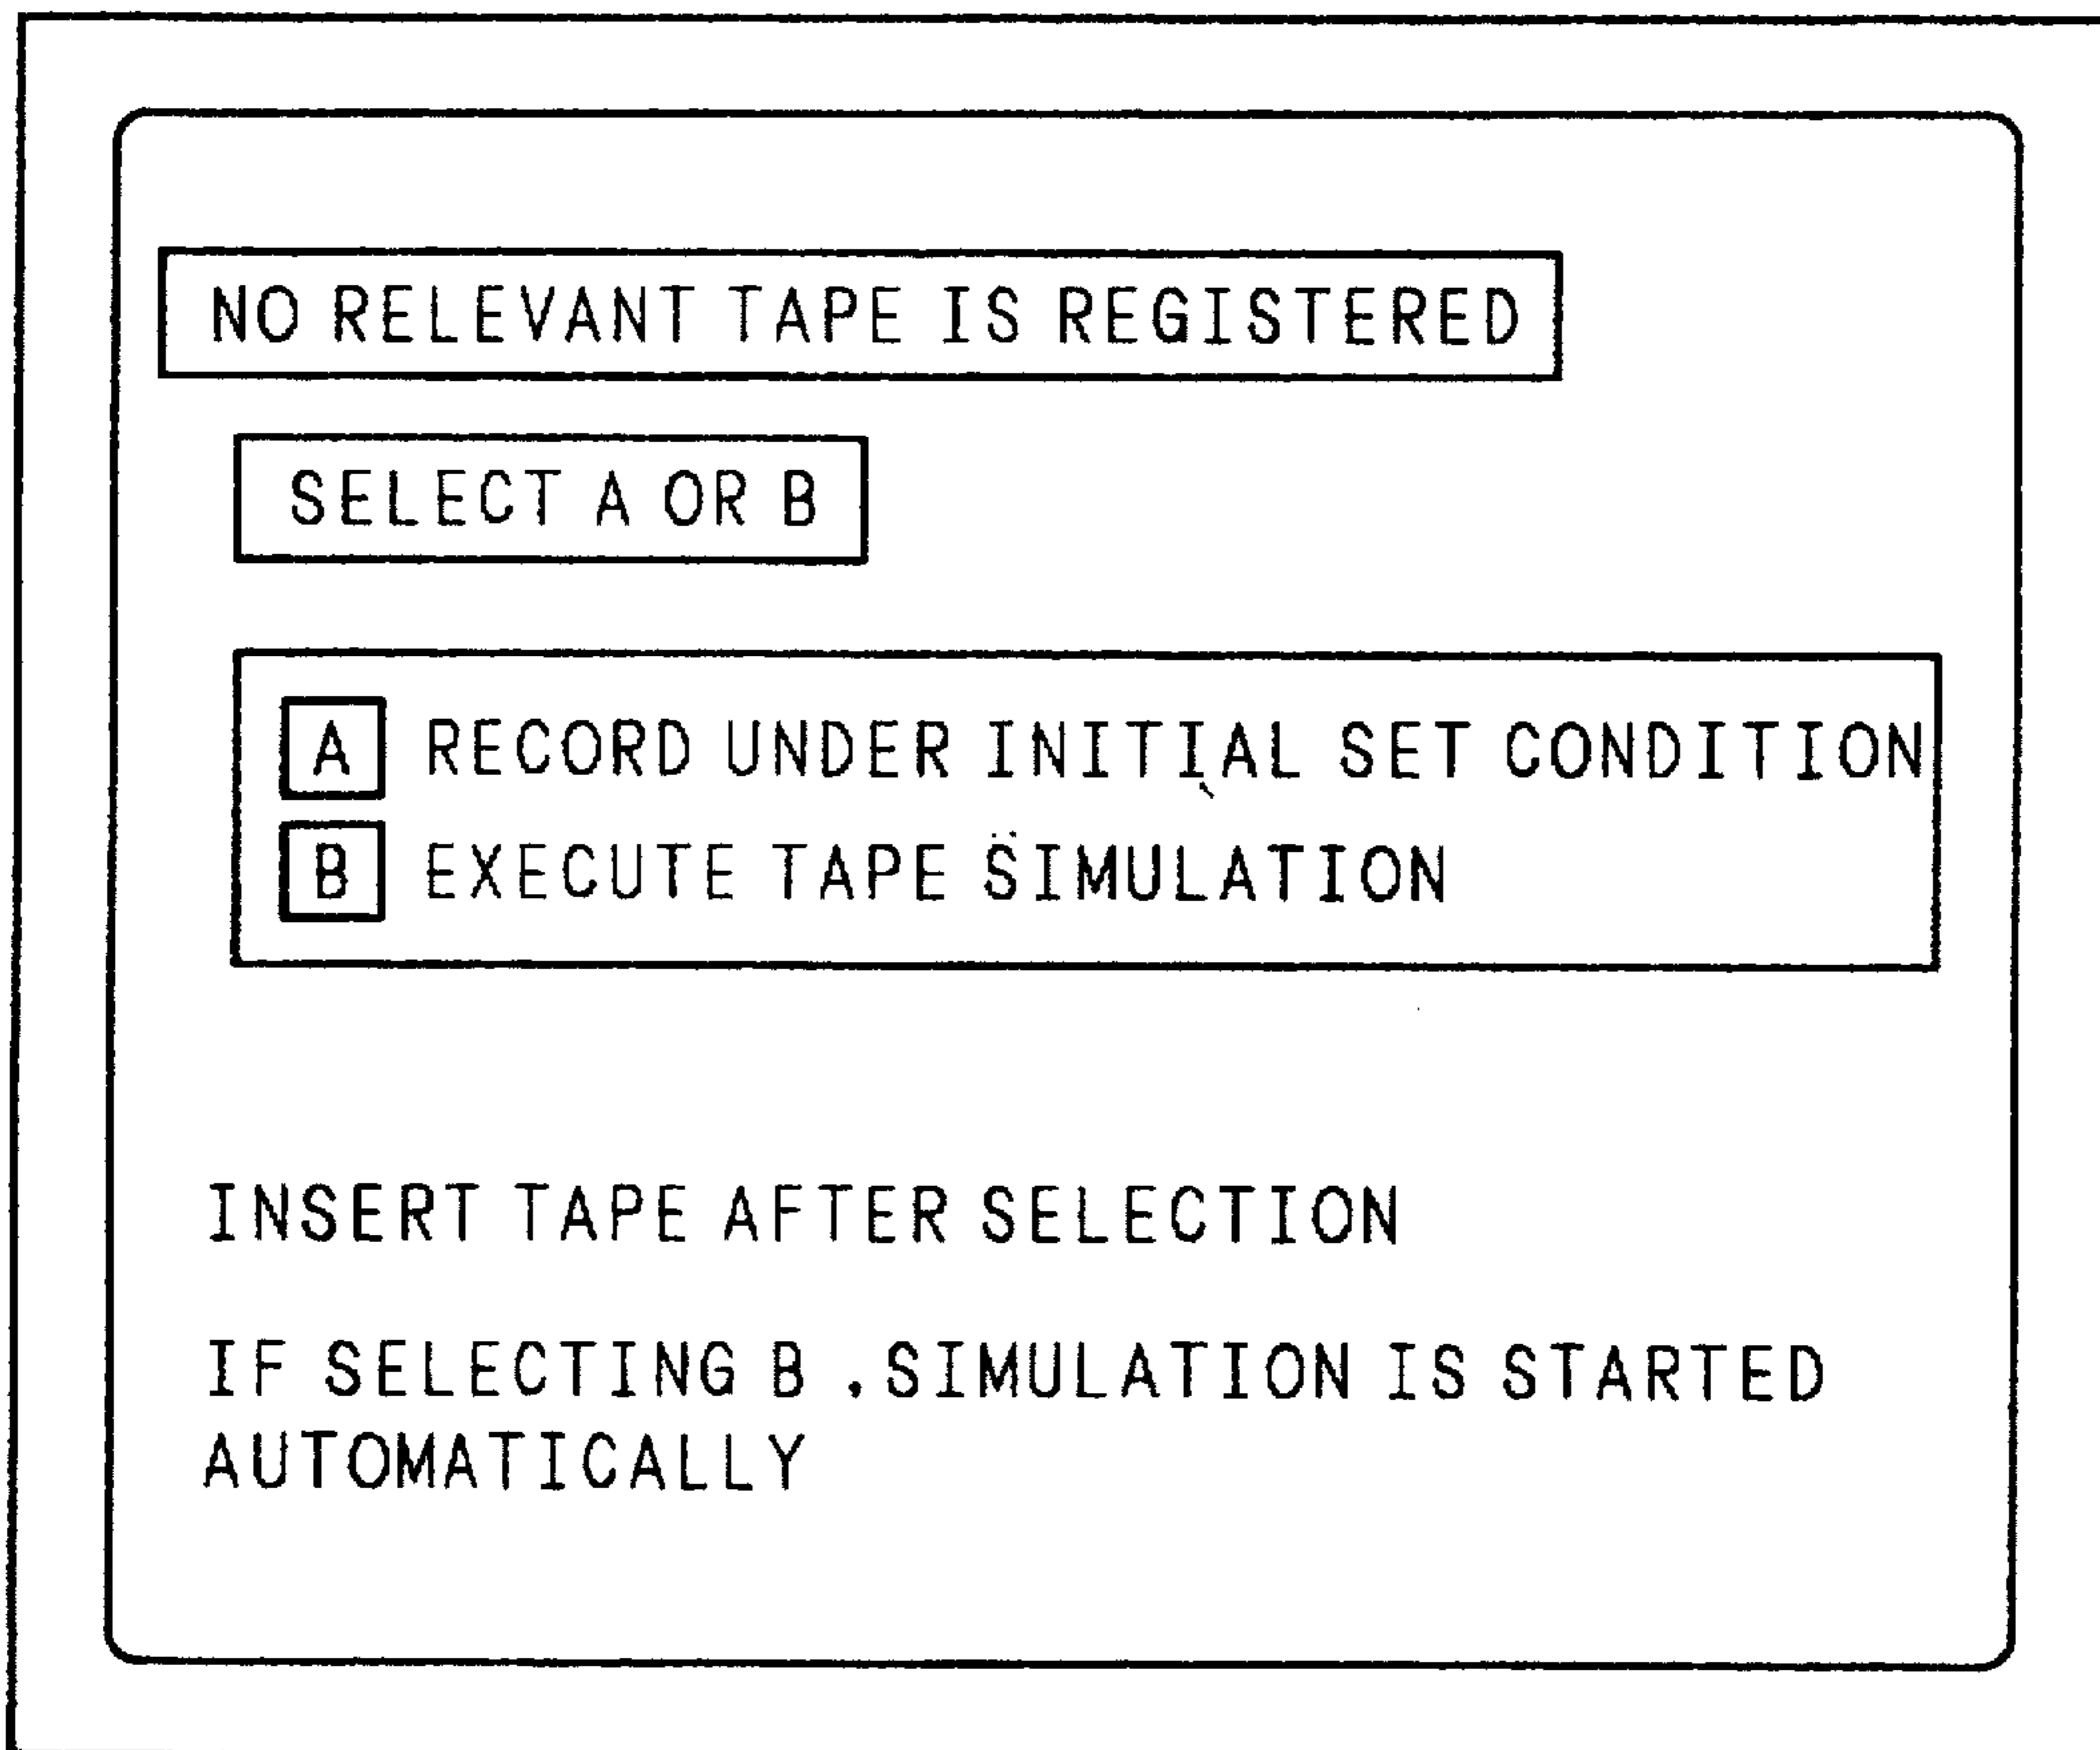 NO RELEVANT TAPE IS REGISTERED
SELECT A OR B
A RECORD UNDER INITIAL SET CONDITION
B EXECUTE TAPE SIMULATION
INSERT TAPE AFTER SELECTION
IF SELECTING B ,SIMULATION IS STARTED
AUTOMATICALLY